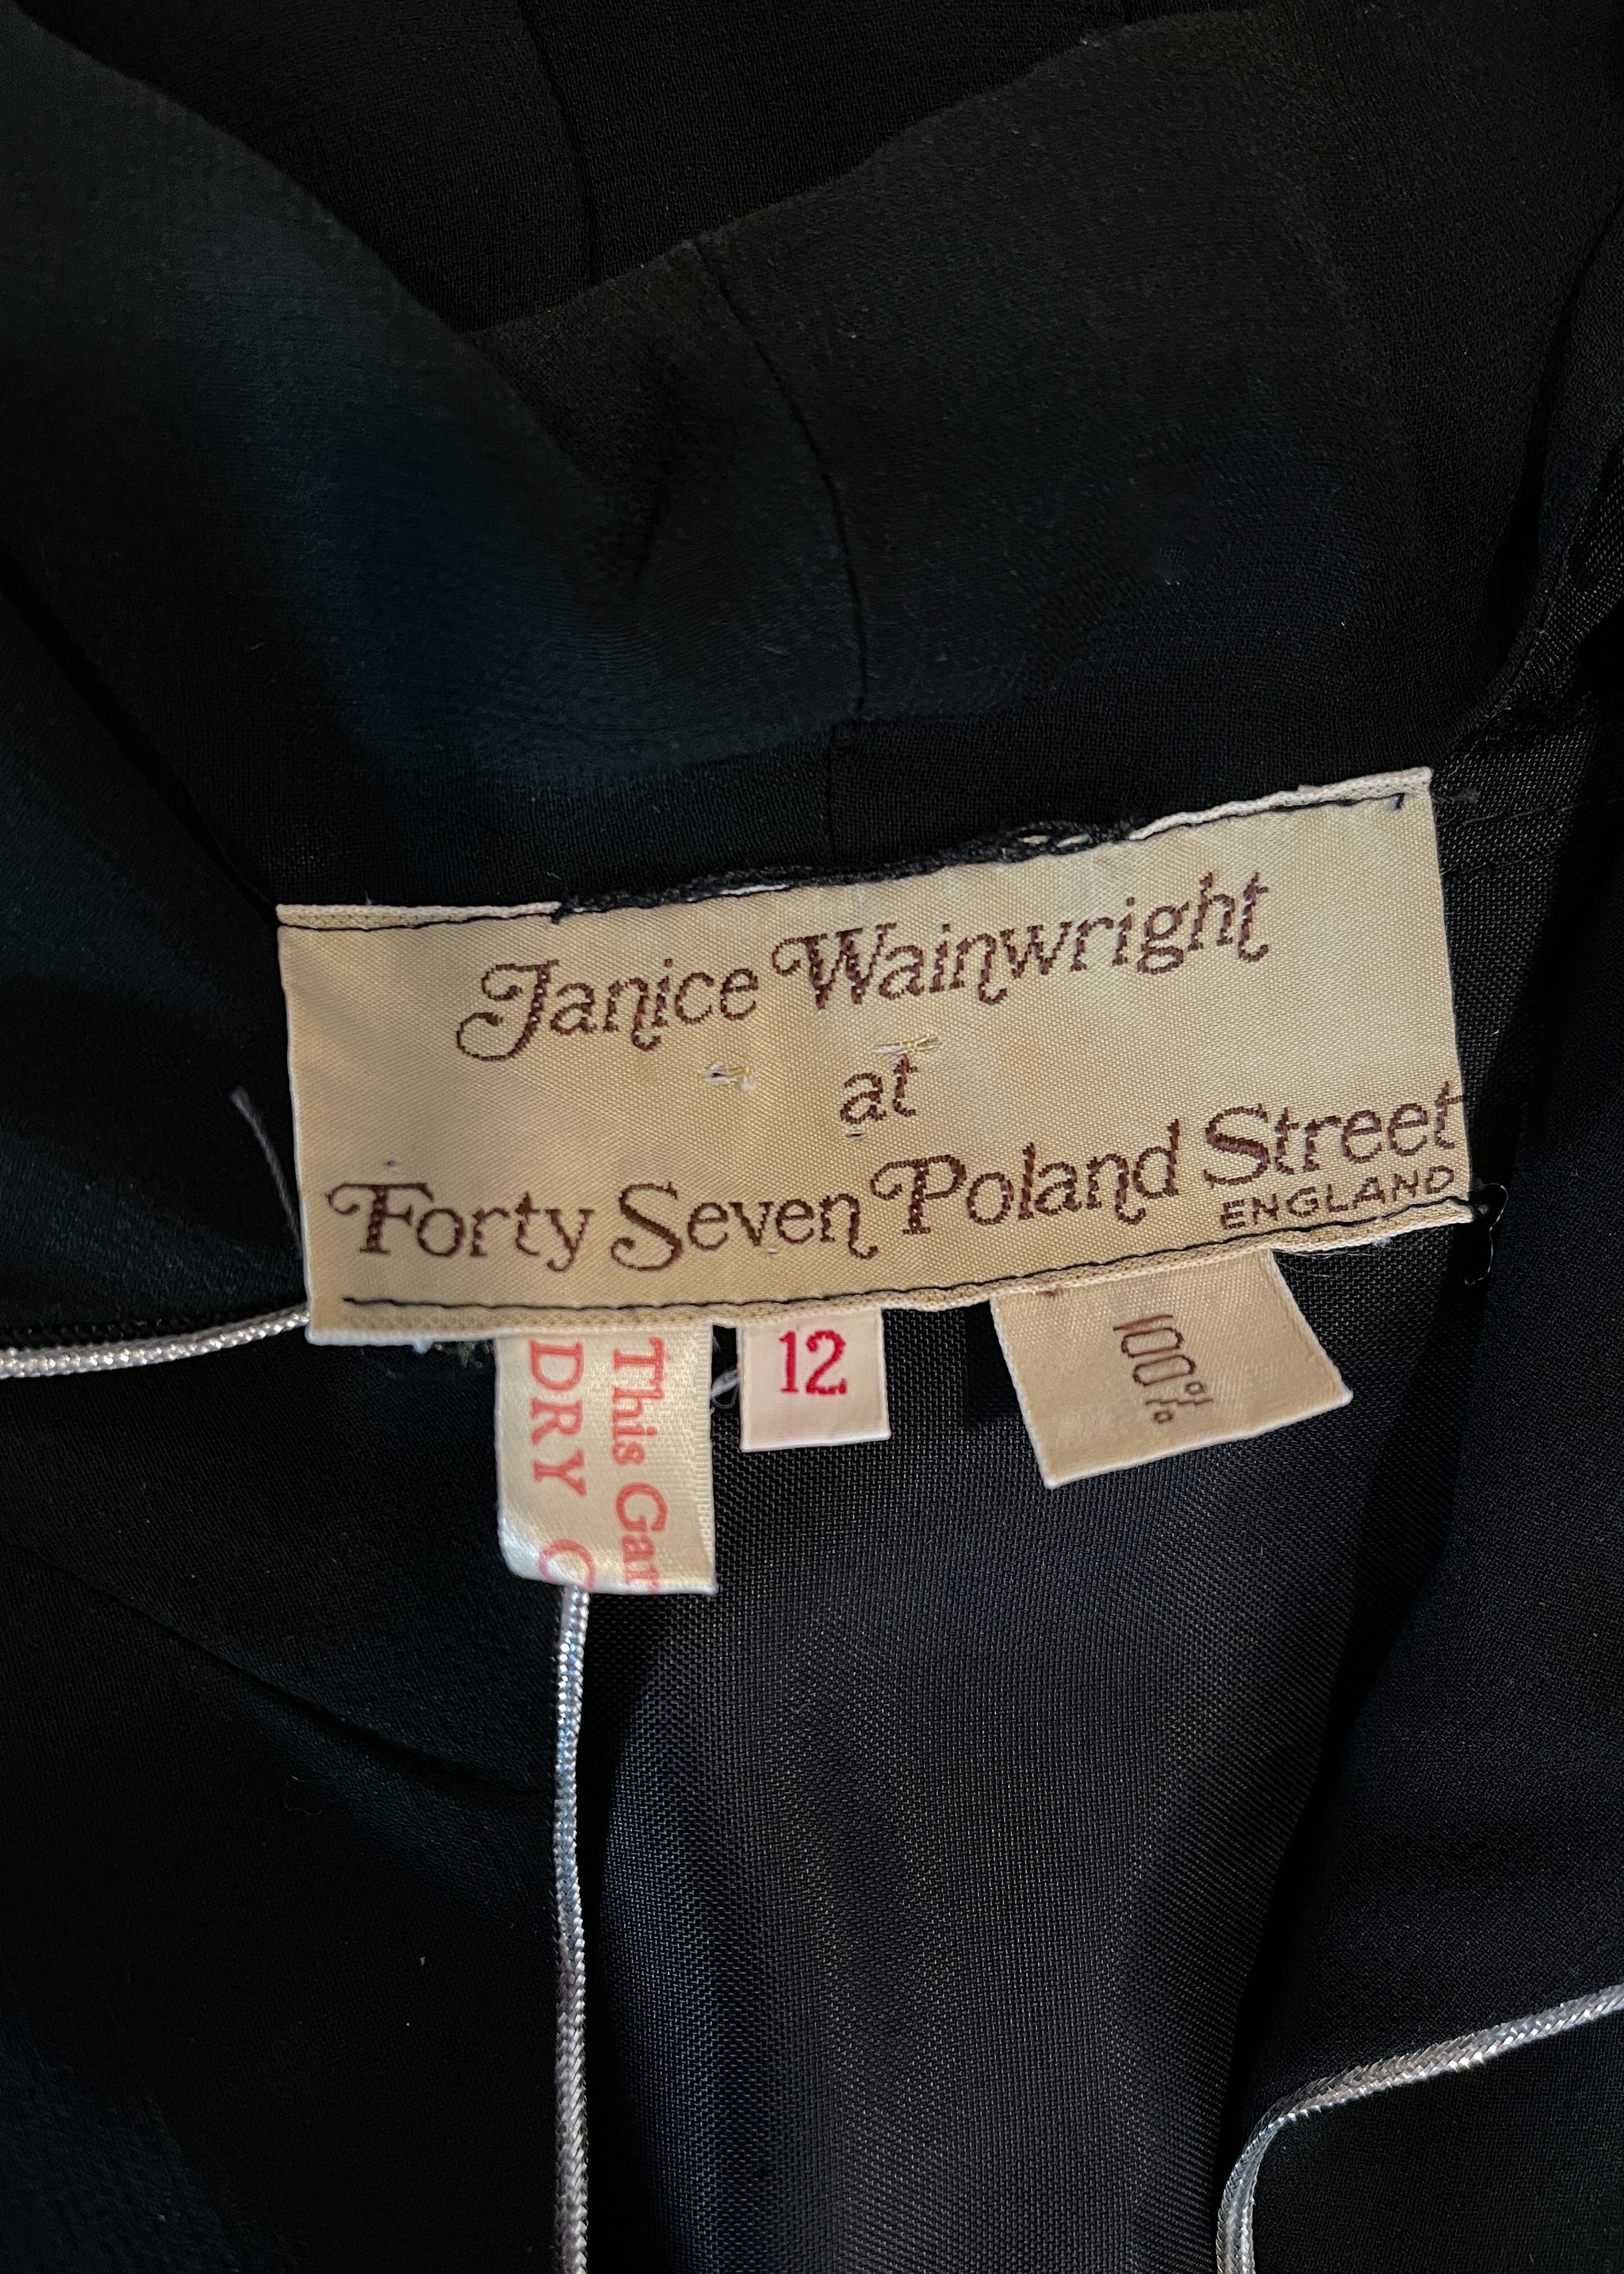 Janice Wainwright
at
Forty Seven Poland Street
ENGLAND
This Gar
DRY C
12
100%